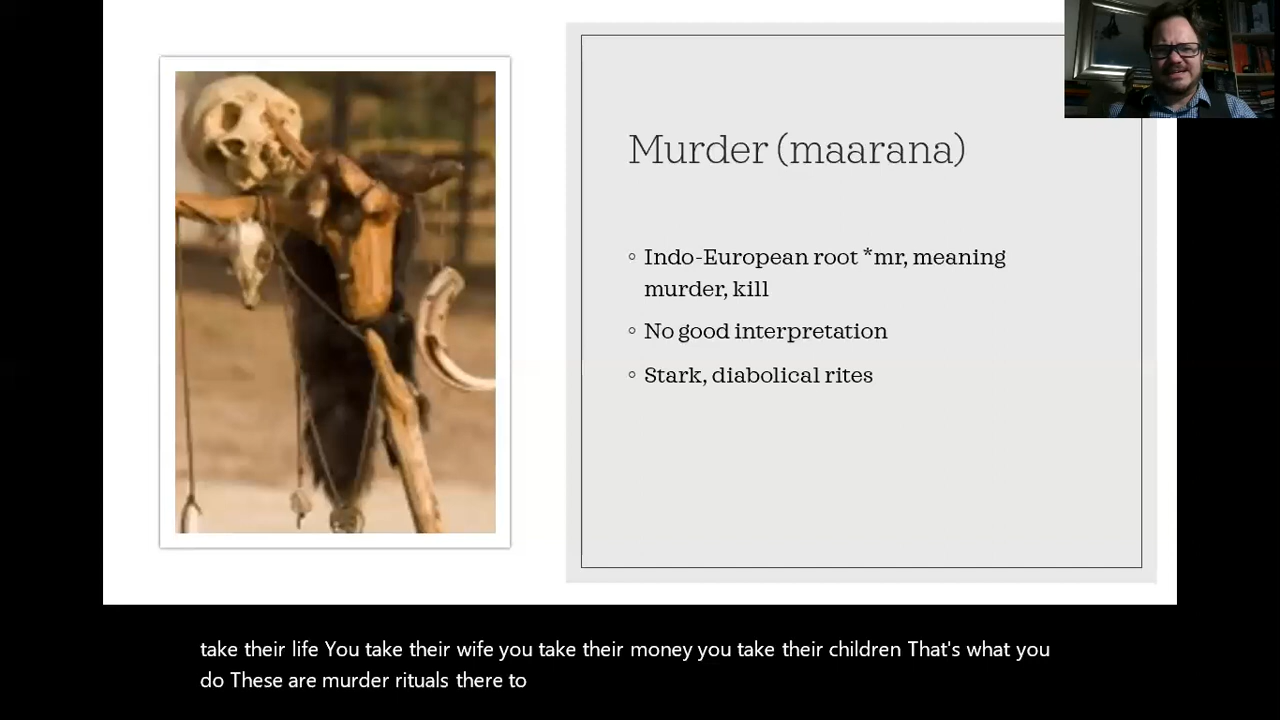 Murder (maarana)
◦ Indo-European root *mr, meaning
murder, kill
◦ No good interpretation
◦ Stark, diabolical rites
take their life You take their wife you take their money you take their children That's what you
do These are murder rituals there to